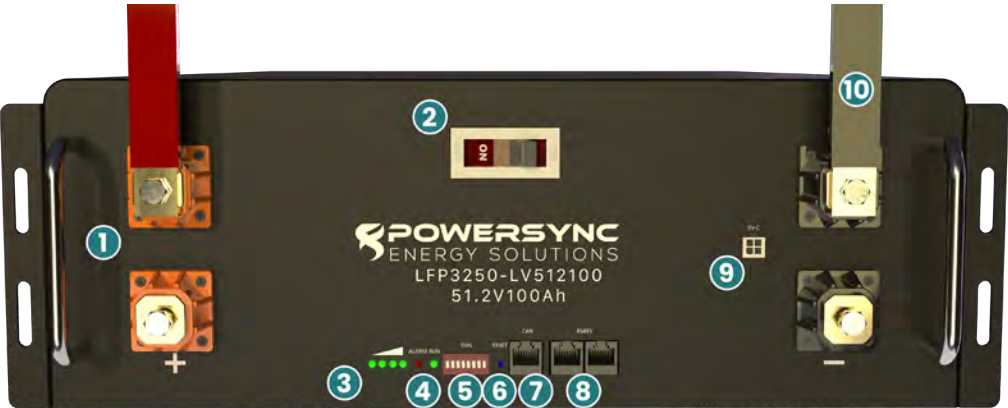 10
2
ON
1
POWERSYNC
ENERGY SOLUTIONS
LFP3250-LV512100
51.2V100Ah
9
+
−
CAN
RS485
ALARM RUN
DIAL
RESET
3
4
5
6
7
8